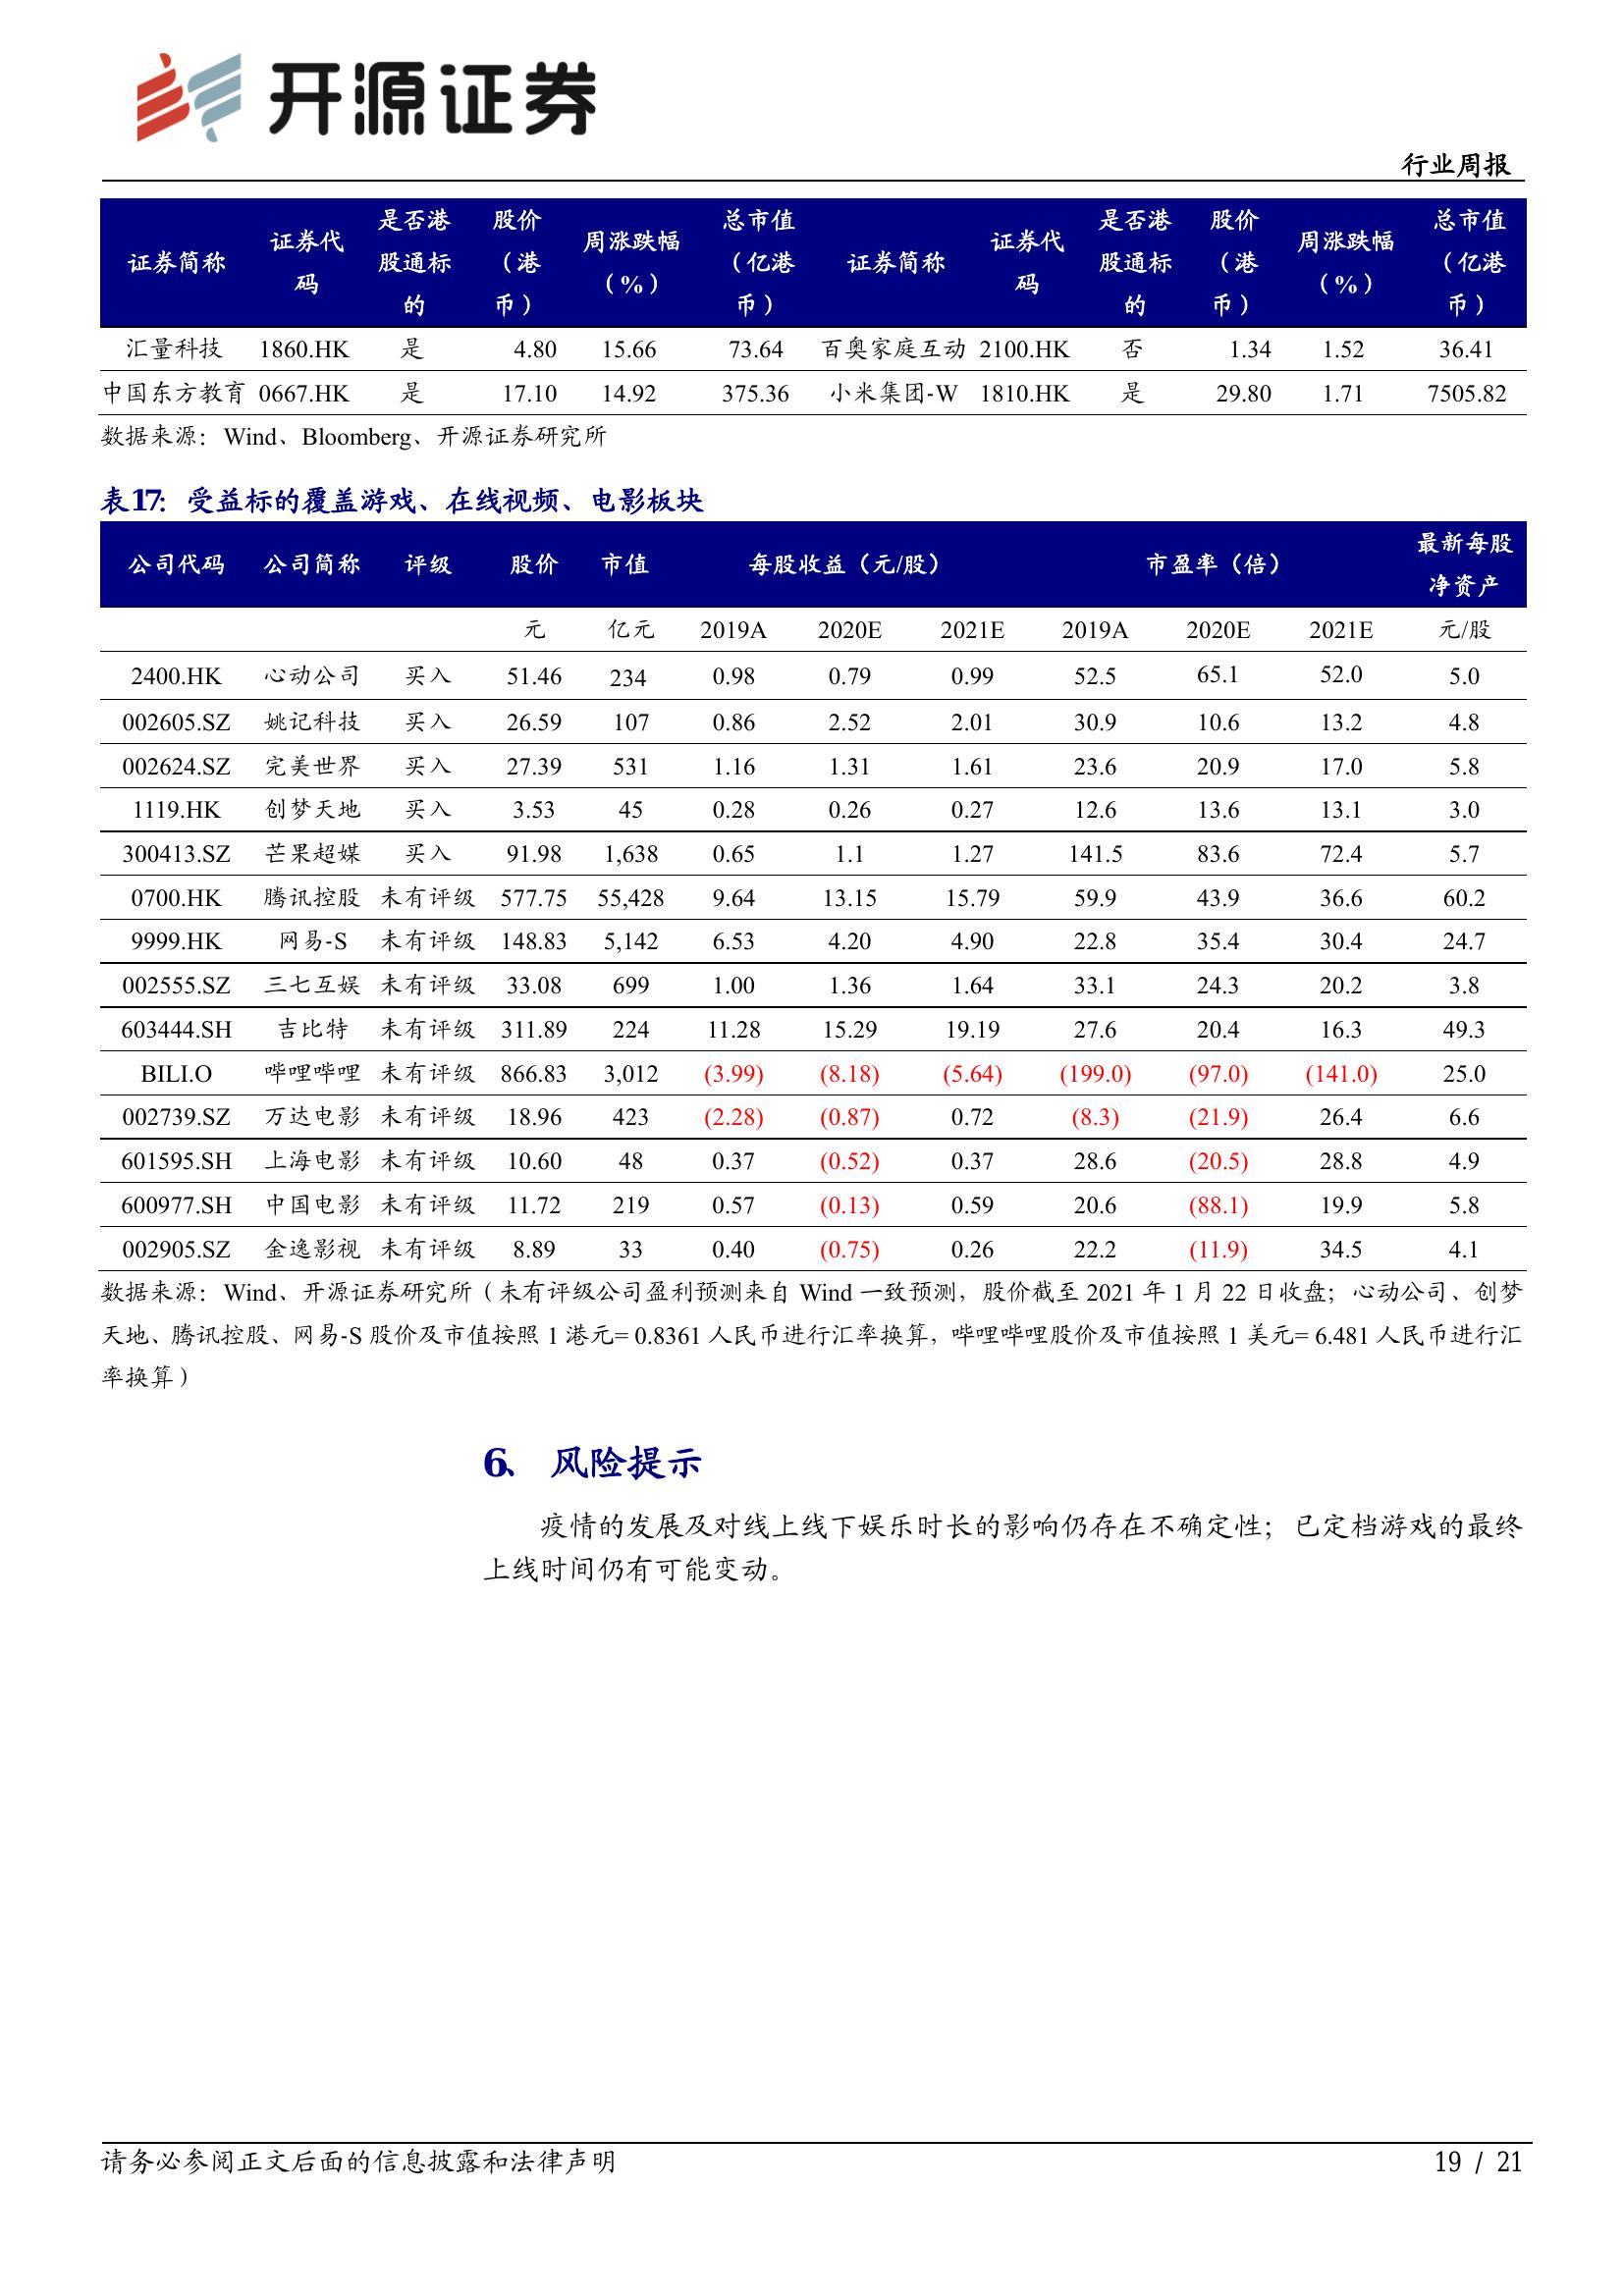 开源证券
行业周报
证券简称 证券代码 是否港股通标的 股价（港币） 周涨跌幅（%） 总市值（亿港币） 证券简称 证券代码 是否港股通标的 股价（港币） 周涨跌幅（%） 总市值（亿港币）
汇量科技 1860.HK 是 4.80 15.66 73.64 百奥家庭互动 2100.HK 否 1.34 1.52 36.41
中国东方教育 0667.HK 是 17.10 14.92 375.36 小米集团-W 1810.HK 是 29.80 1.71 7505.82
数据来源：Wind、Bloomberg、开源证券研究所
表17：受益标的覆盖游戏、在线视频、电影板块
公司代码 公司简称 评级 股价 市值 每股收益（元/股） 市盈率（倍） 最新每股净资产
元 亿元 2019A 2020E 2021E 2019A 2020E 2021E 元/股
2400.HK 心动公司 买入 51.46 234 0.98 0.79 0.99 52.5 65.1 52.0 5.0
002605.SZ 姚记科技 买入 26.59 107 0.86 2.52 2.01 30.9 10.6 13.2 4.8
002624.SZ 完美世界 买入 27.39 531 1.16 1.31 1.61 23.6 20.9 17.0 5.8
1119.HK 创梦天地 买入 3.53 45 0.28 0.26 0.27 12.6 13.6 13.1 3.0
300413.SZ 芒果超媒 买入 91.98 1,638 0.65 1.1 1.27 141.5 83.6 72.4 5.7
0700.HK 腾讯控股 未有评级 577.75 55,428 9.64 13.15 15.79 59.9 43.9 36.6 60.2
9999.HK 网易-S 未有评级 148.83 5,142 6.53 4.20 4.90 22.8 35.4 30.4 24.7
002555.SZ 三七互娱 未有评级 33.08 699 1.00 1.36 1.64 33.1 24.3 20.2 3.8
603444.SH 吉比特 未有评级 311.89 224 11.28 15.29 19.19 27.6 20.4 16.3 49.3
BILI.O 哔哩哔哩 未有评级 866.83 3,012 (3.99) (8.18) (5.64) (199.0) (97.0) (141.0) 25.0
002739.SZ 万达电影 未有评级 18.96 423 (2.28) (0.87) 0.72 (8.3) (21.9) 26.4 6.6
601595.SH 上海电影 未有评级 10.60 48 0.37 (0.52) 0.37 28.6 (20.5) 28.8 4.9
600977.SH 中国电影 未有评级 11.72 219 0.57 (0.13) 0.59 20.6 (88.1) 19.9 5.8
002905.SZ 金逸影视 未有评级 8.89 33 0.40 (0.75) 0.26 22.2 (11.9) 34.5 4.1
数据来源：Wind、开源证券研究所（未有评级公司盈利预测来自 Wind 一致预测，股价截至 2021 年 1 月 22 日收盘；心动公司、创梦
天地、腾讯控股、网易-S 股价及市值按照 1 港元= 0.8361 人民币进行汇率换算，哔哩哔哩股价及市值按照 1 美元= 6.481 人民币进行汇
率换算）
6、 风险提示
疫情的发展及对线上线下娱乐时长的影响仍存在不确定性；已定档游戏的最终
上线时间仍有可能变动。
请务必参阅正文后面的信息披露和法律声明
19 / 21